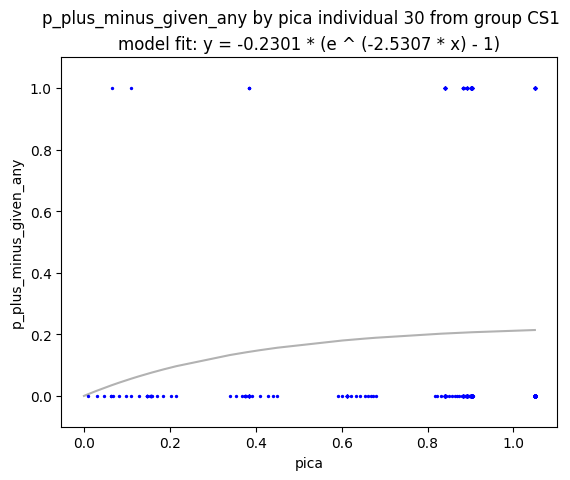 p_plus_minus_given_any by pica individual 30 from group CS1
model fit: y = -0.2301 * (e ^ (-2.5307 * x) - 1)
1.0
0.8
0.6
0.4
0.2
0.0
p_plus_minus_given_any
0.0 0.2 0.4 0.6 0.8 1.0
pica